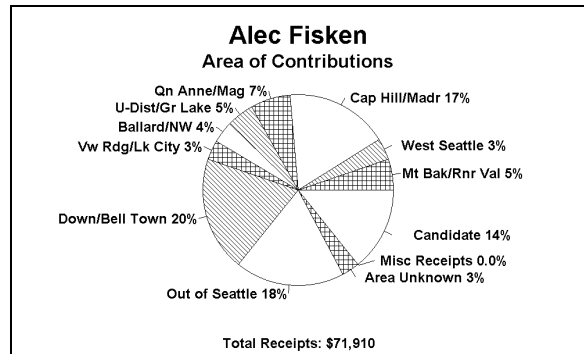 Alec Fisken
Area of Contributions
Qn Anne/Mag 7%
U-Dist/Gr Lake 5%
Ballard/NW 4%
Vw Rdg/Lk City 3%
Down/Bell Town 20%
Out of Seattle 18%
Cap Hill/Madr 17%
West Seattle 3%
Mt Bak/Rnr Val 5%
Candidate 14%
Misc Receipts 0.0%
Area Unknown 3%
Total Receipts: $71,910